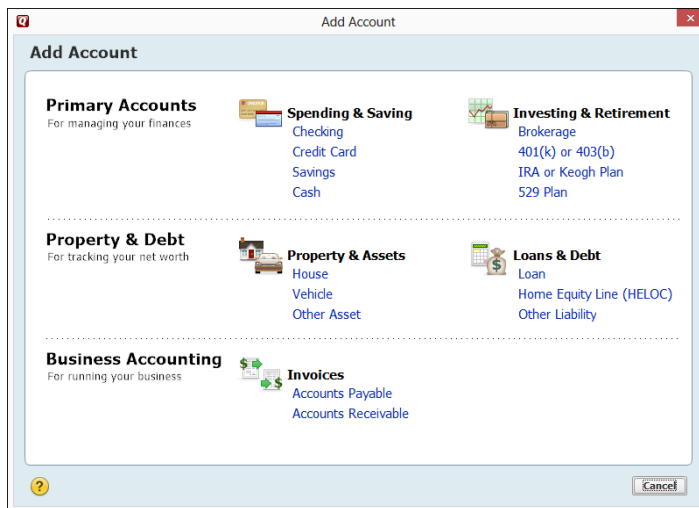 Add Account
Add Account
Primary Accounts
For managing your finances
Spending & Saving
Checking
Credit Card
Savings
Cash
Investing & Retirement
Brokerage
401(k) or 403(b)
IRA or Keogh Plan
529 Plan
Property & Debt
For tracking your net worth
Property & Assets
House
Vehicle
Other Asset
Loans & Debt
Loan
Home Equity Line (HELOC)
Other Liability
Business Accounting
For running your business
Invoices
Accounts Payable
Accounts Receivable
?
Cancel